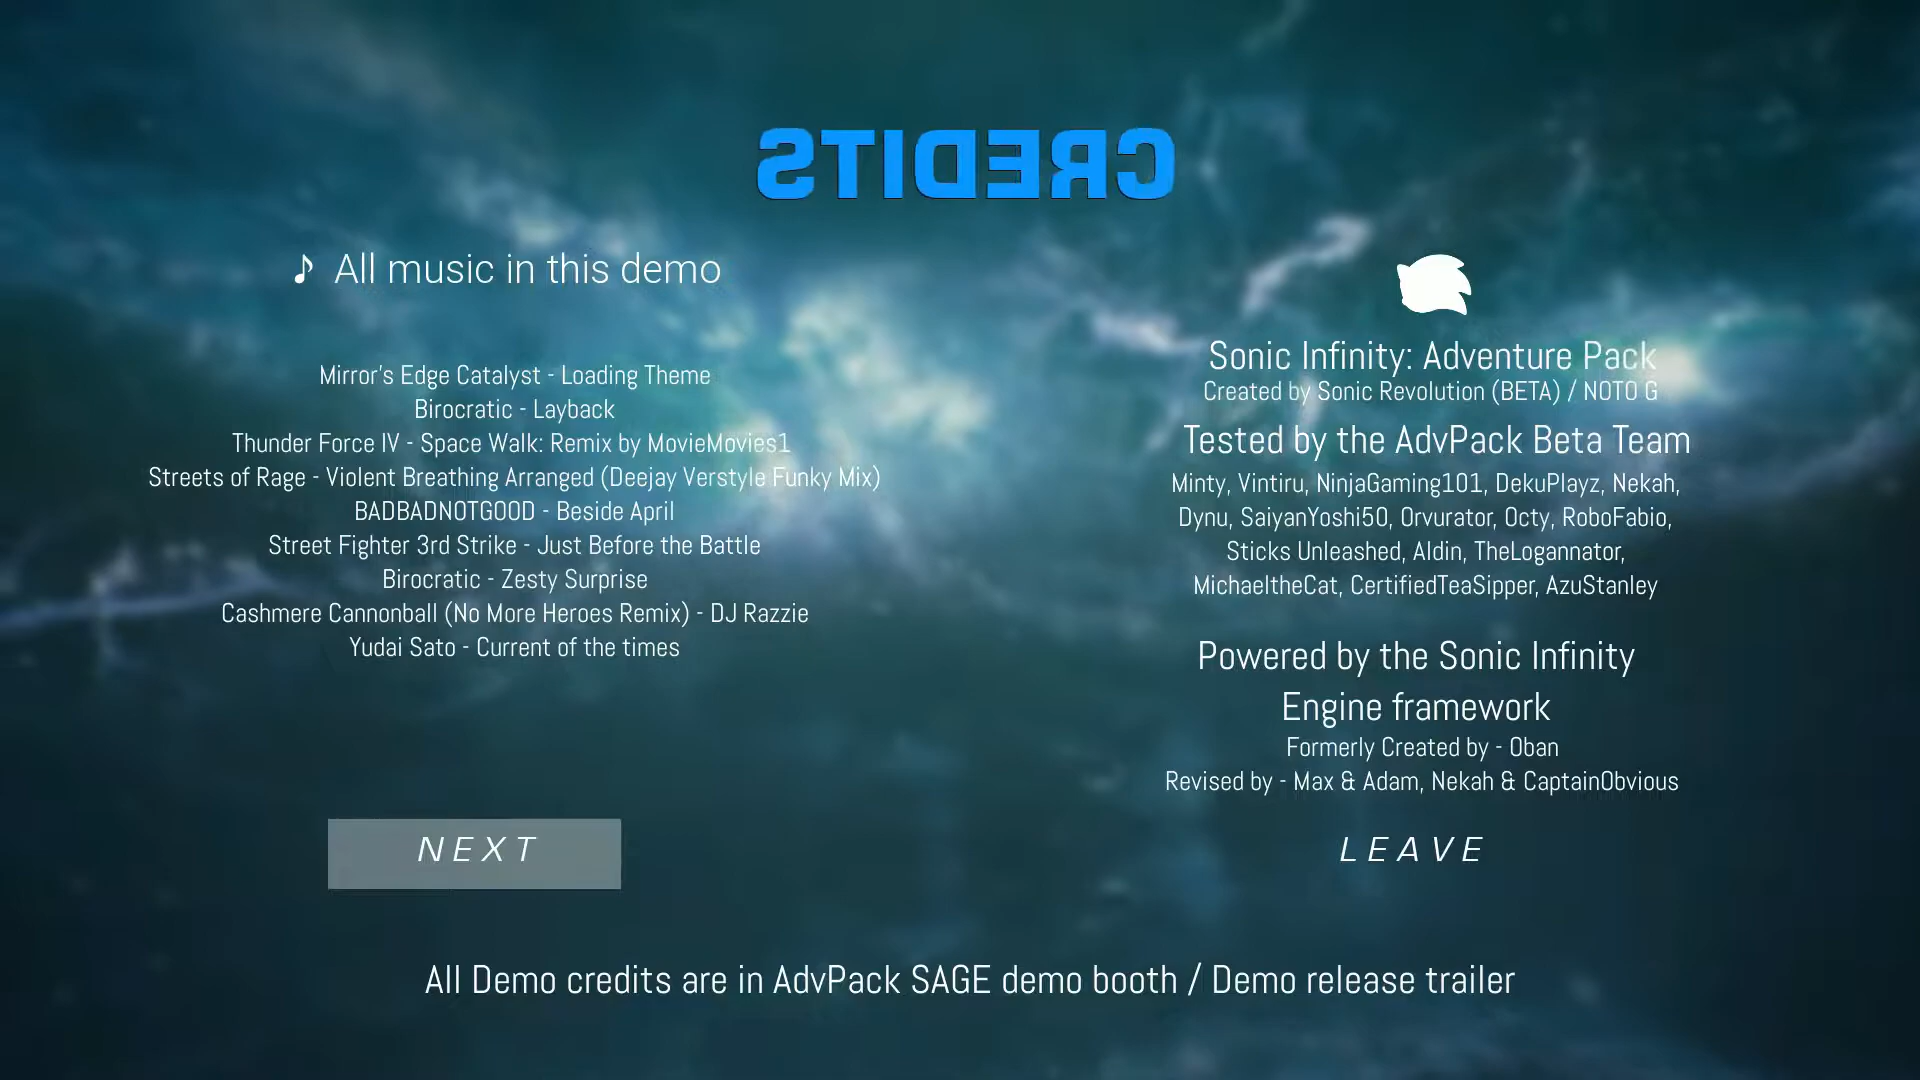 CREDITS
♪ All music in this demo
Mirror's Edge Catalyst - Loading Theme
Birocratic - Layback
Thunder Force IV - Space Walk: Remix by MovieMovies1
Streets of Rage - Violent Breathing Arranged (Deejay Verstyle Funky Mix)
BADBADNOTGOOD - Beside April
Street Fighter 3rd Strike - Just Before the Battle
Birocratic - Zesty Surprise
Cashmere Cannonball (No More Heroes Remix) - DJ Razzie
Yudai Sato - Current of the times
Sonic Infinity: Adventure Pack
Created by Sonic Revolution (BETA) / NOTO G
Tested by the AdvPack Beta Team
Minty, Vintiru, NinjaGaming101, DekuPlayz, Nekah,
Dynu, SaiyanYoshi50, Orvurator, Octy, RoboFabio,
Sticks Unleashed, Aldin, TheLogannator,
MichaeltheCat, CertifiedTeaSipper, AzuStanley
Powered by the Sonic Infinity
Engine framework
Formerly Created by - Oban
Revised by - Max & Adam, Nekah & CaptainObvious
NEXT
LEAVE
All Demo credits are in AdvPack SAGE demo booth / Demo release trailer